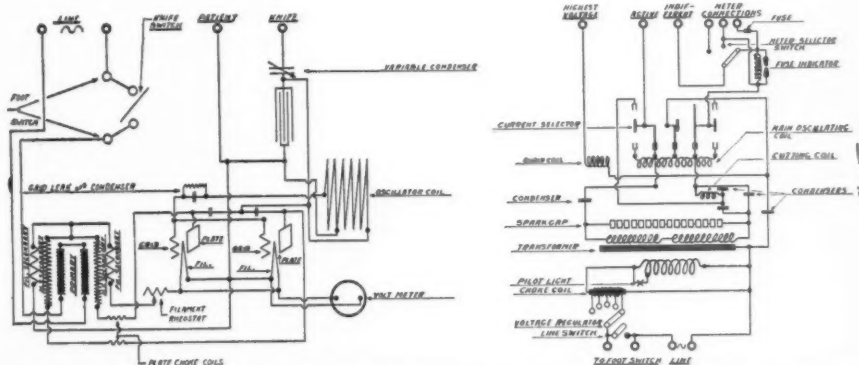 LINE
KNIFE
SWITCH
PATIENT
KNIFE
VARIABLE CONDENSER
FOOT
SWITCH
GRID LEAK AND CONDENSER
OSCILLATOR COIL
GRID
PLATE
GRID
PLATE
FIL.
FIL.
PRIMARY
FILAMENT
RHEOSTAT
VOLT METER
PLATE CHOKE COILS
HIGHEST
VOLTAGE
ACTIVE
INDIF-
FERENT
METER
CONNECTIONS
FUSE
METER SELECTOR
SWITCH
FUSE INDICATOR
CURRENT SELECTOR
MAIN OSCILLATING
COIL
CUTTING COIL
CONDENSER
CONDENSERS
SPARK GAP
TRANSFORMER
PILOT LIGHT
CHOKE COIL
VOLTAGE REGULATOR
LINE SWITCH
TO FOOT SWITCH
LINE